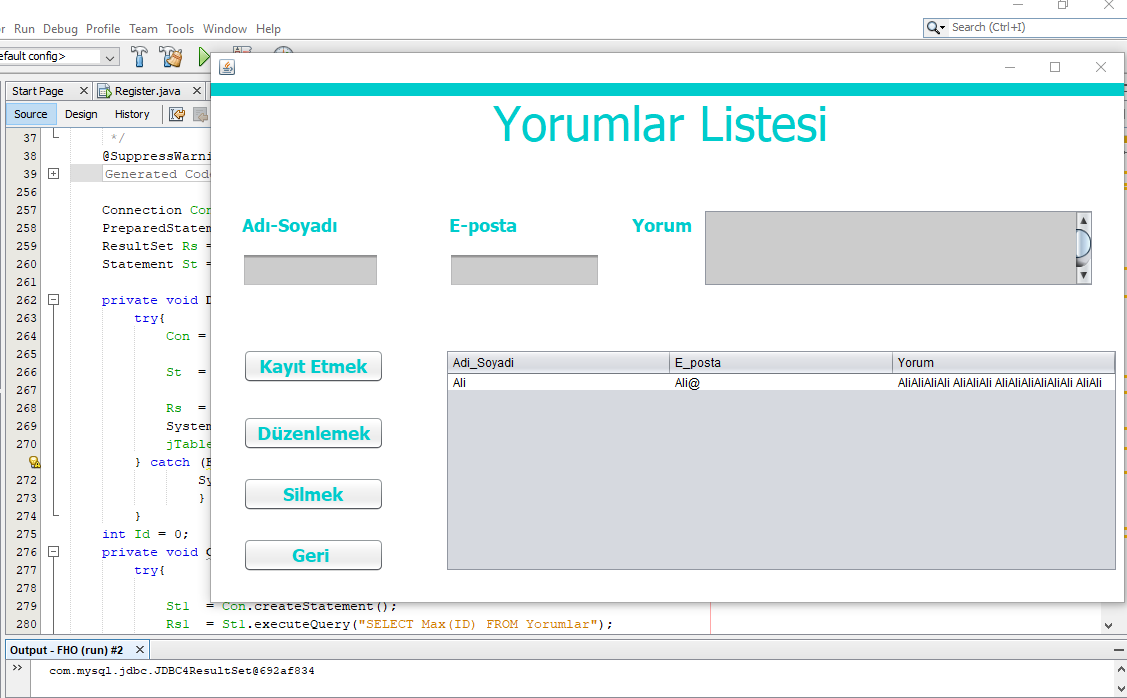 r Run Debug Profile Team Tools Window Help
Search (Ctrl+I)
efault config>
Start Page
Register.java
Source Design History
37 */
38 @SuppressWarni
39 Generated Code
256
257 Connection Con
258 PreparedStatem
259 ResultSet Rs =
260 Statement St =
261
262 private void D
263 try{
264 Con =
265
266 St =
267
268 Rs =
269 System
270 jTable
} catch (E
272 Sy
273 }
274 }
275 int Id = 0;
276 private void
277 try{
278
279 St1 = Con.createStatement();
280 Rs1 = St1.executeQuery("SELECT Max(ID) FROM Yorumlar");
Yorumlar Listesi
Adı-Soyadı
E-posta
Yorum
Kayıt Etmek
Düzenlemek
Silmek
Geri
Adi_Soyadi E_posta Yorum
Ali Ali@ AliAliAliAli AliAliAli AliAliAliAliAliAli AliAli
Output - FHO (run) #2
com.mysql.jdbc.JDBC4ResultSet@692af834